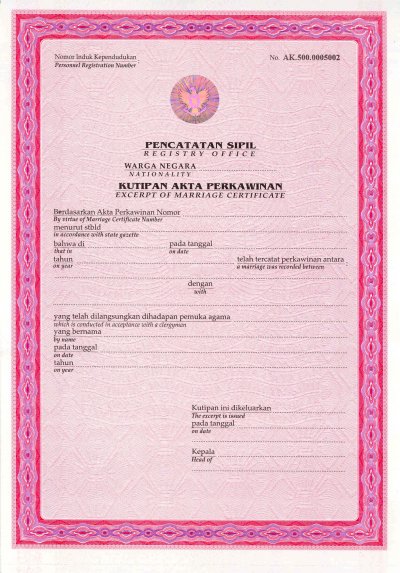 Nomor Induk Kependudukan
Personnel Registration Number
No. AK.500.0005002
PENCATATAN SIPIL
REGISTRY OFFICE
WARGA NEGARA
NATIONALITY
KUTIPAN AKTA PERKAWINAN
EXCERPT OF MARRIAGE CERTIFICATE
Berdasarkan Akta Perkawinan Nomor
By virtue of Marriage Certificate Number
menurut stbld
in accordance with state gazette
bahwa di pada tanggal
that in on date
tahun telah tercatat perkawinan antara :
on year a marriage was recorded between
dengan
with
yang telah dilangsungkan dihadapan pemuka agama
which is conducted in acceptance with a clergyman
yang bernama
by name
pada tanggal
on date
tahun
on year
Kutipan ini dikeluarkan
The excerpt is issued
pada tanggal
on date
Kepala
Head of